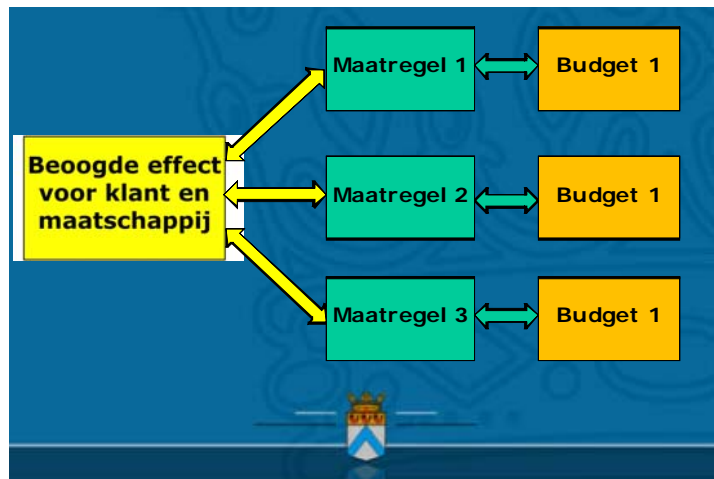 Maatregel 1
Budget 1
Beoogde effect
voor klant en
maatschappij
Maatregel 2
Budget 1
Maatregel 3
Budget 1